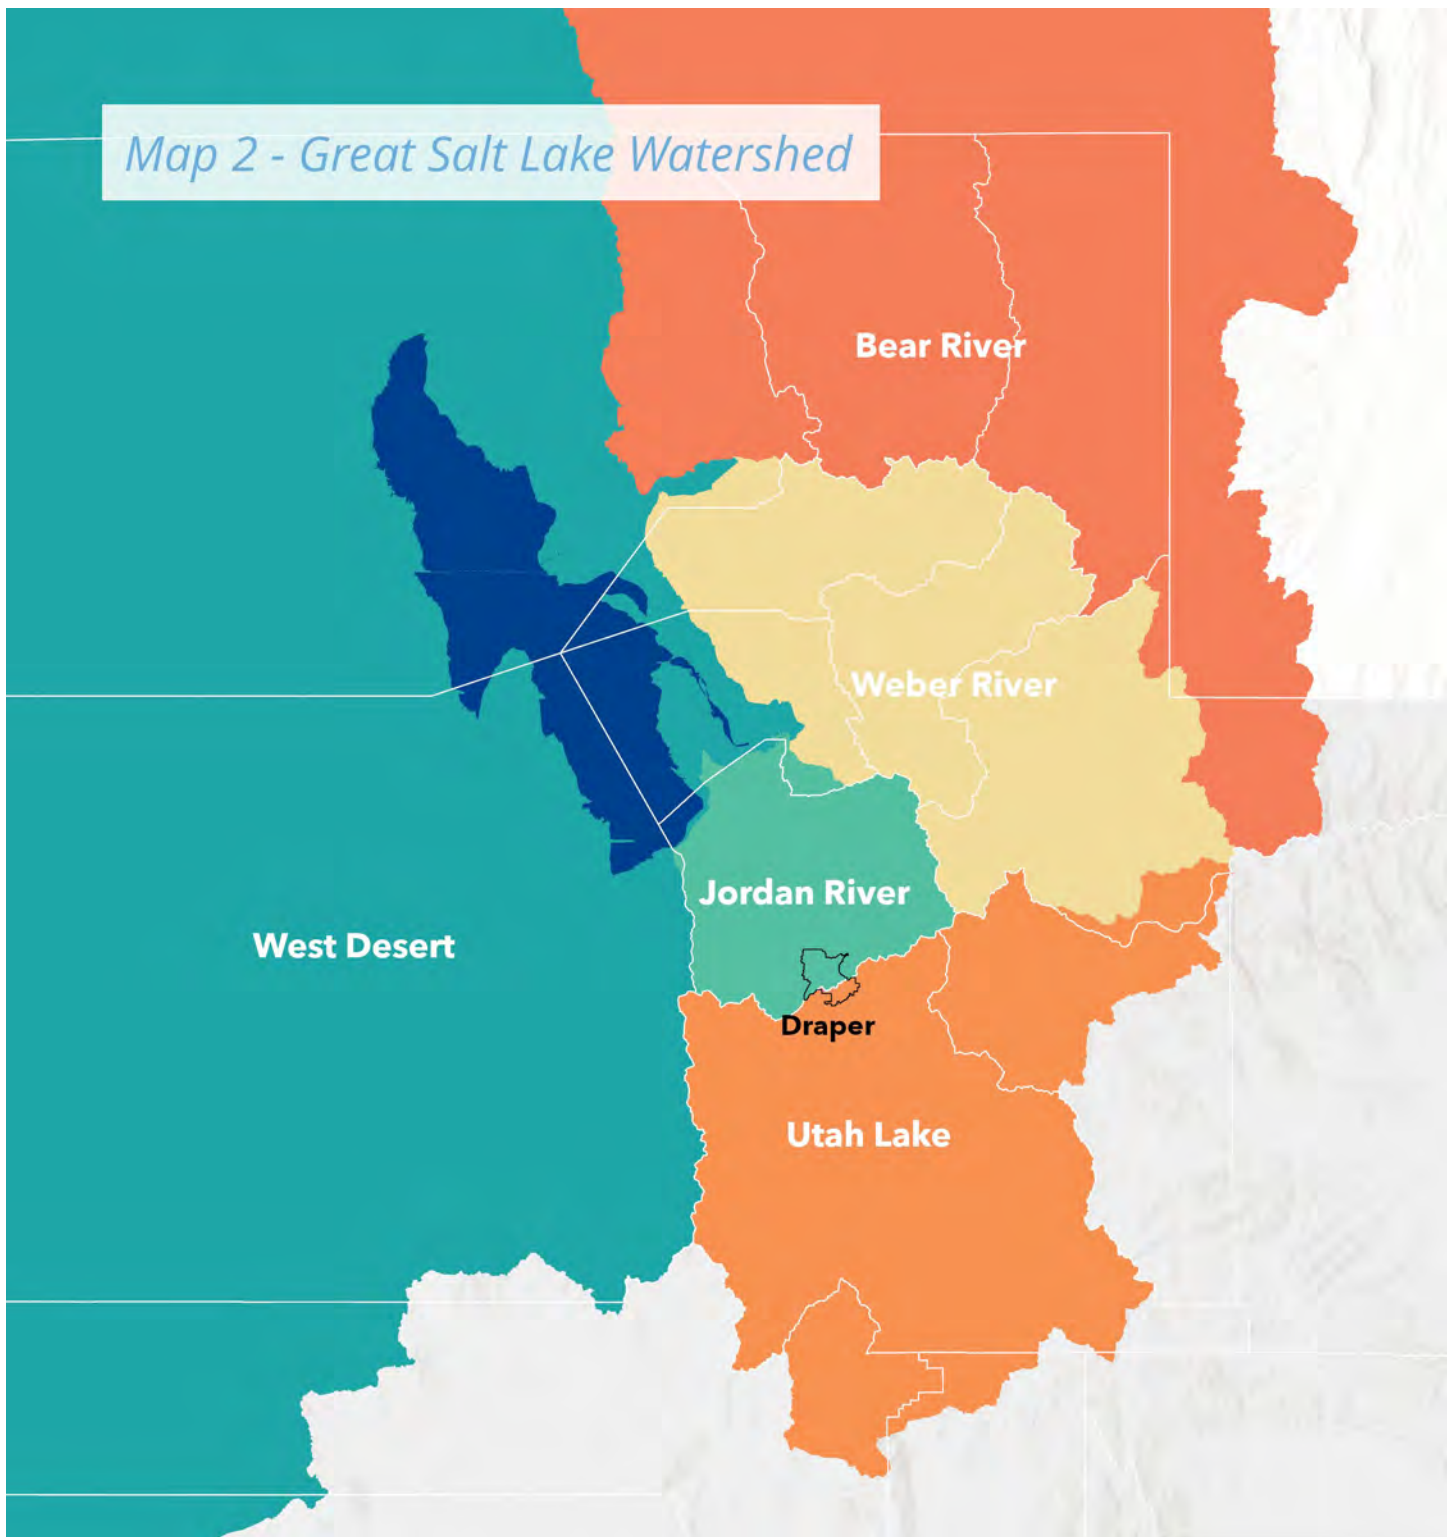 Map 2 - Great Salt Lake Watershed
Bear River
Weber River
Jordan River
West Desert
Draper
Utah Lake